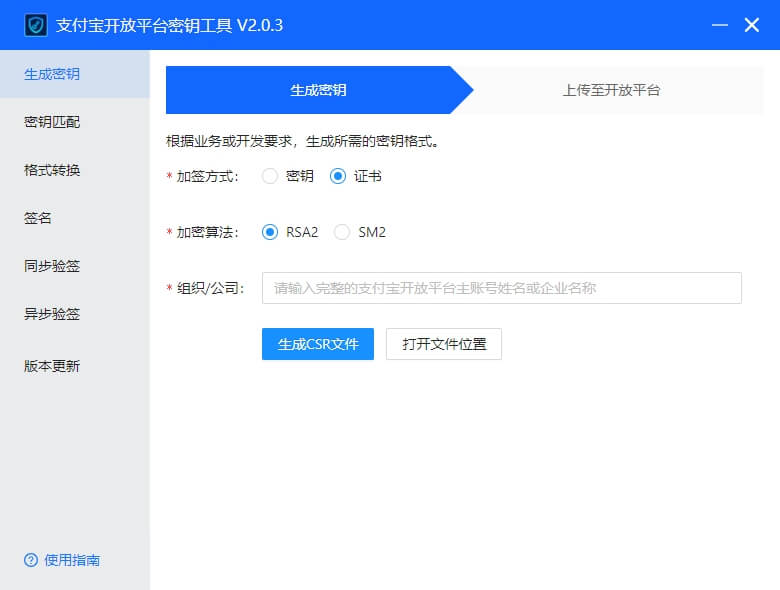 支付宝开放平台密钥工具 V2.0.3
生成密钥
密钥匹配
格式转换
签名
同步验签
异步验签
版本更新
使用指南
生成密钥
上传至开放平台
根据业务或开发要求，生成所需的密钥格式。
* 加签方式： 密钥 证书
* 加密算法： RSA2 SM2
* 组织/公司： 请输入完整的支付宝开放平台主账号姓名或企业名称
生成CSR文件 打开文件位置